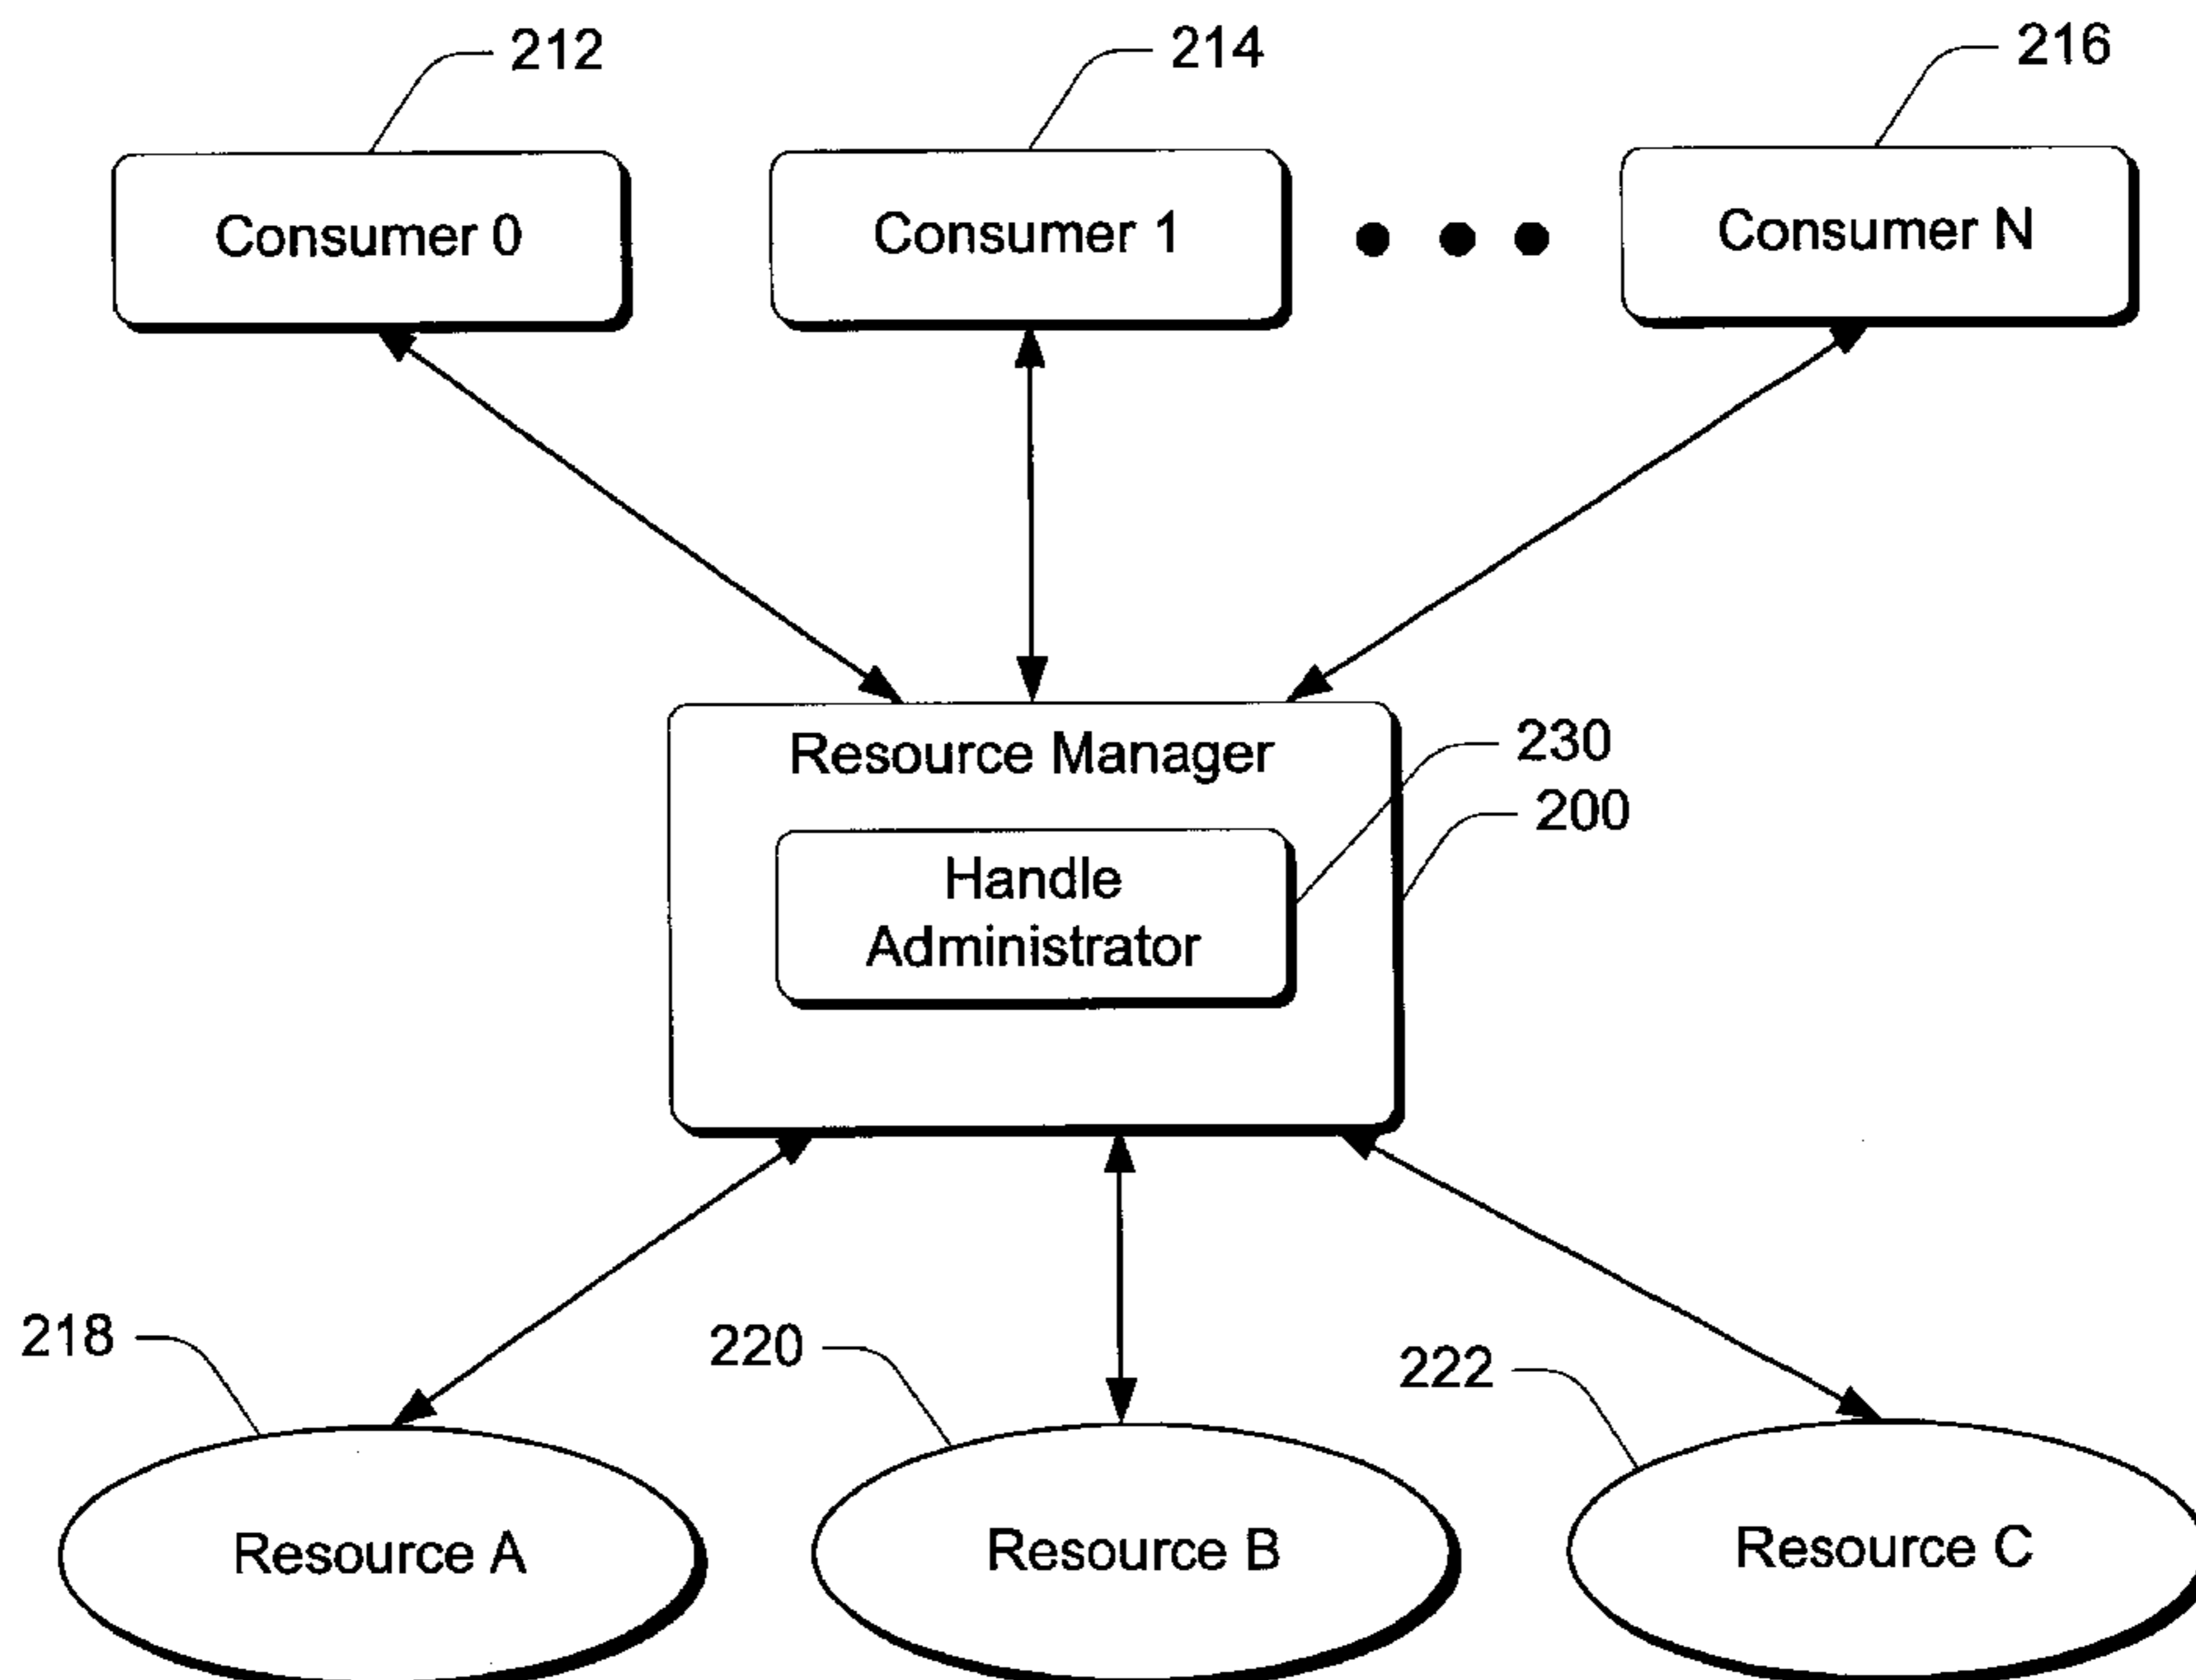 212
214
216
Consumer 0
Consumer 1
Consumer N
Resource Manager
230
200
Handle
Administrator
218
220
222
Resource A
Resource B
Resource C